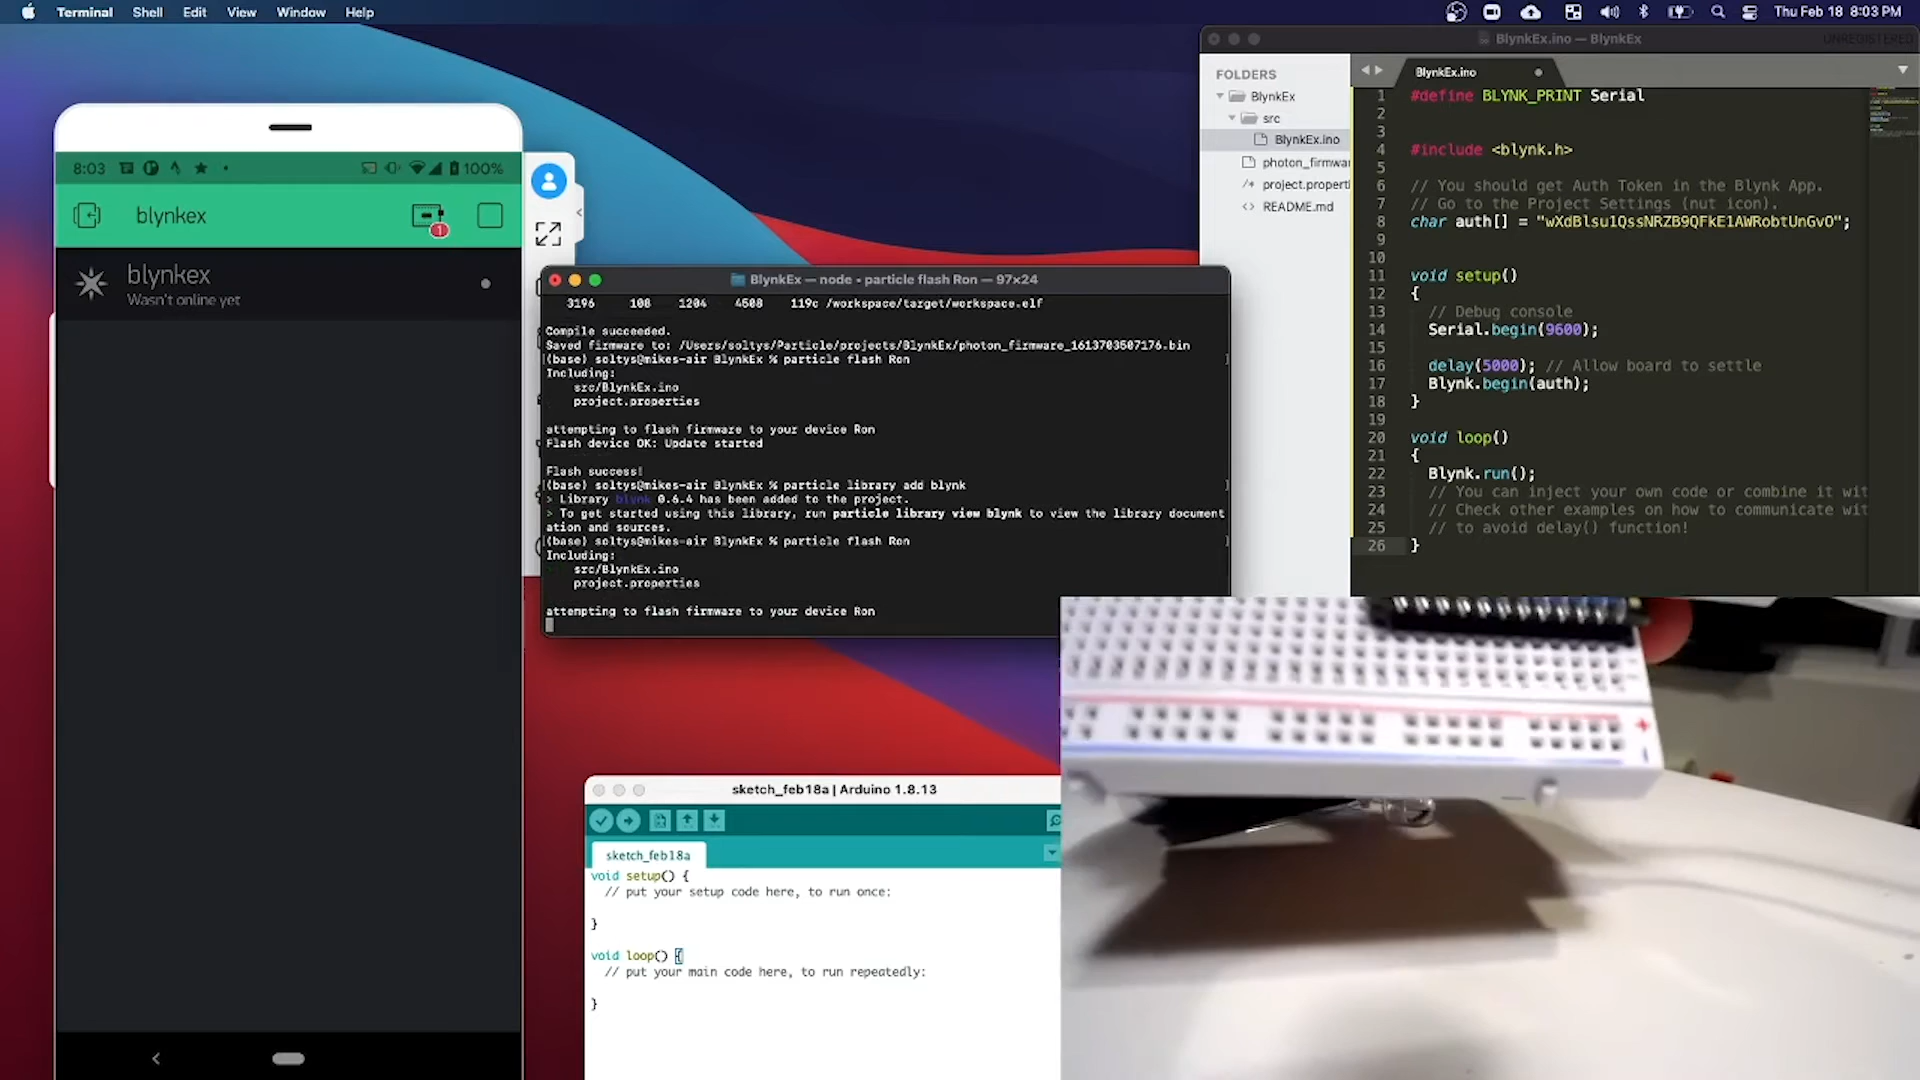 Terminal Shell Edit View Window Help
Thu Feb 18 8:03 PM
8:03
100%
blynkex
1
blynkex
Wasn't online yet
BlynkEx — node ‹ particle flash Ron — 97×24
3196 108 1204 4508 119c /workspace/target/workspace.elf
Compile succeeded.
Saved firmware to: /Users/soltys/Particle/projects/BlynkEx/photon_firmware_1613703507176.bin
(base) soltys@mikes-air BlynkEx % particle flash Ron
Including:
src/BlynkEx.ino
project.properties
attempting to flash firmware to your device Ron
Flash device OK: Update started
Flash success!
(base) soltys@mikes-air BlynkEx % particle library add blynk
> Library blynk 0.6.4 has been added to the project.
> To get started using this library, run particle library view blynk to view the library document
ation and sources.
(base) soltys@mikes-air BlynkEx % particle flash Ron
Including:
src/BlynkEx.ino
project.properties
attempting to flash firmware to your device Ron
BlynkEx.ino — BlynkEx
UNREGISTERED
FOLDERS
BlynkEx
src
BlynkEx.ino
photon_firmwar
/* project.properti
<> README.md
BlynkEx.ino
1 #define BLYNK_PRINT Serial
2
3
4 #include <blynk.h>
5
6 // You should get Auth Token in the Blynk App.
7 // Go to the Project Settings (nut icon).
8 char auth[] = "wXdBlsu1QssNRZB9QFkE1AWRobtUnGvO";
9
10
11 void setup()
12 {
13 // Debug console
14 Serial.begin(9600);
15
16 delay(5000); // Allow board to settle
17 Blynk.begin(auth);
18 }
19
20 void loop()
21 {
22 Blynk.run();
23 // You can inject your own code or combine it wit
24 // Check other examples on how to communicate wit
25 // to avoid delay() function!
26 }
sketch_feb18a | Arduino 1.8.13
sketch_feb18a
void setup() {
// put your setup code here, to run once:
}
void loop() {
// put your main code here, to run repeatedly:
}